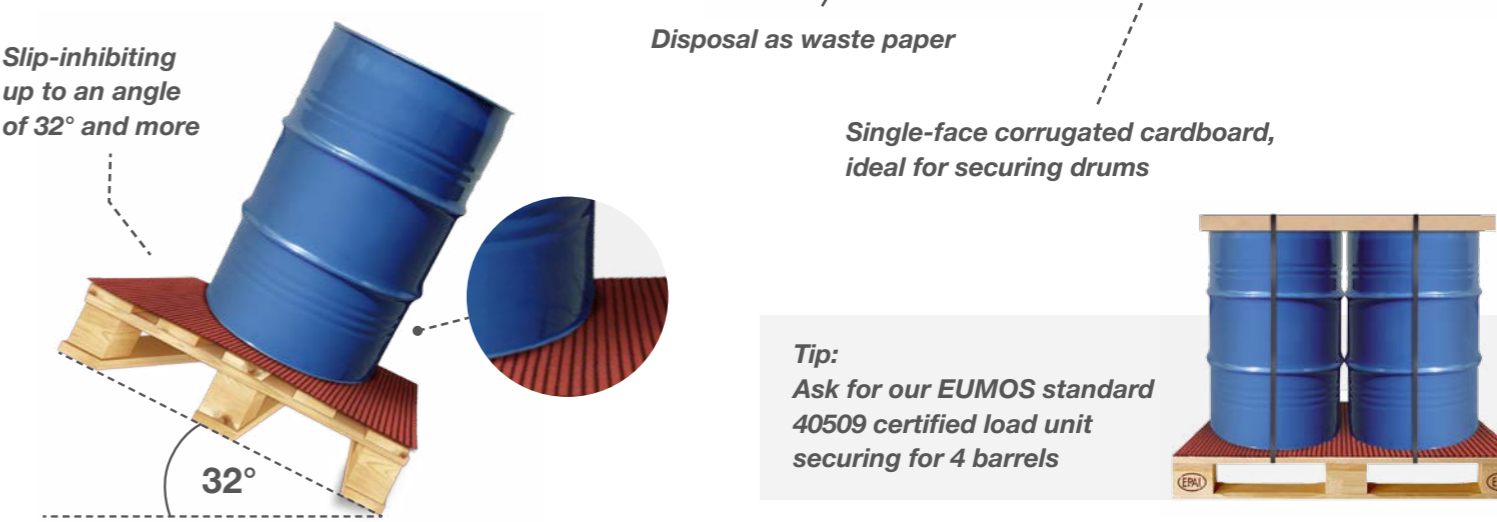 Disposal as waste paper
Slip-inhibiting
up to an angle
of 32° and more
Single-face corrugated cardboard,
ideal for securing drums
Tip:
Ask for our EUMOS standard
40509 certified load unit
securing for 4 barrels
32°
EPAL